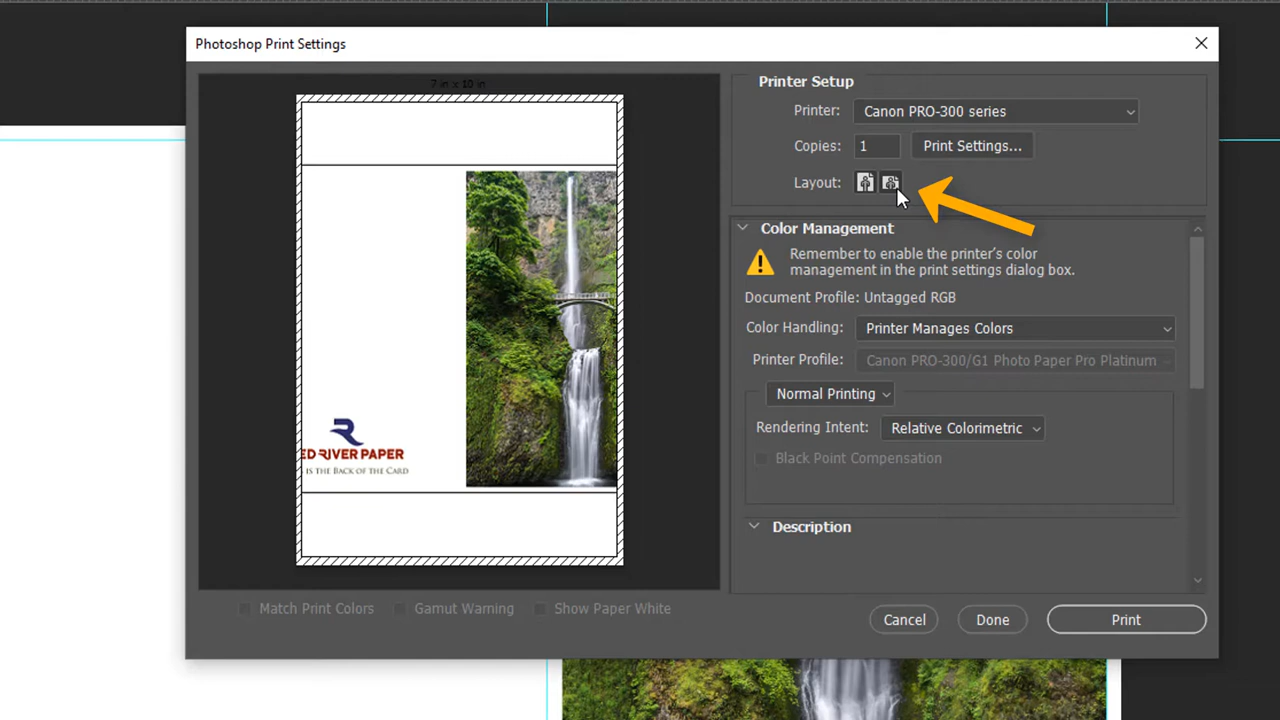 Photoshop Print Settings
7 in x 10 in
Printer Setup
Printer: Canon PRO-300 series
Copies: 1 Print Settings...
Layout:
Color Management
Remember to enable the printer's color
management in the print settings dialog box.
Document Profile: Untagged RGB
Color Handling: Printer Manages Colors
Printer Profile: Canon PRO-300/G1 Photo Paper Pro Platinum
Normal Printing
Rendering Intent: Relative Colorimetric
Black Point Compensation
Description
ED RIVER PAPER
IS THE BACK OF THE CARD
Match Print Colors Gamut Warning Show Paper White
Cancel Done Print